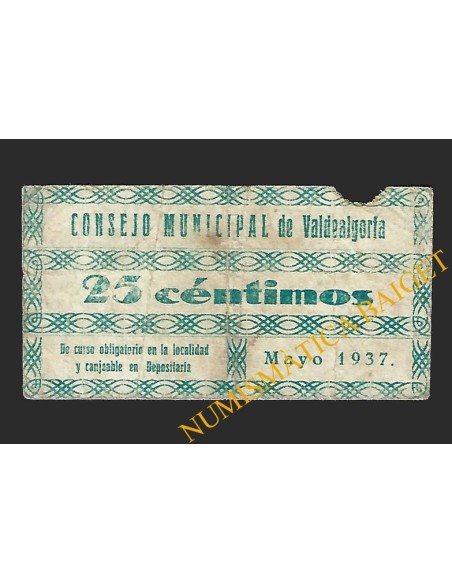 CONSEJO MUNICIPAL de Valdealgorfa
25 céntimos
De curso obligatorio en la localidad
y canjeable en Depositaría
Mayo 1937.
NUMISMATICA BAIGET